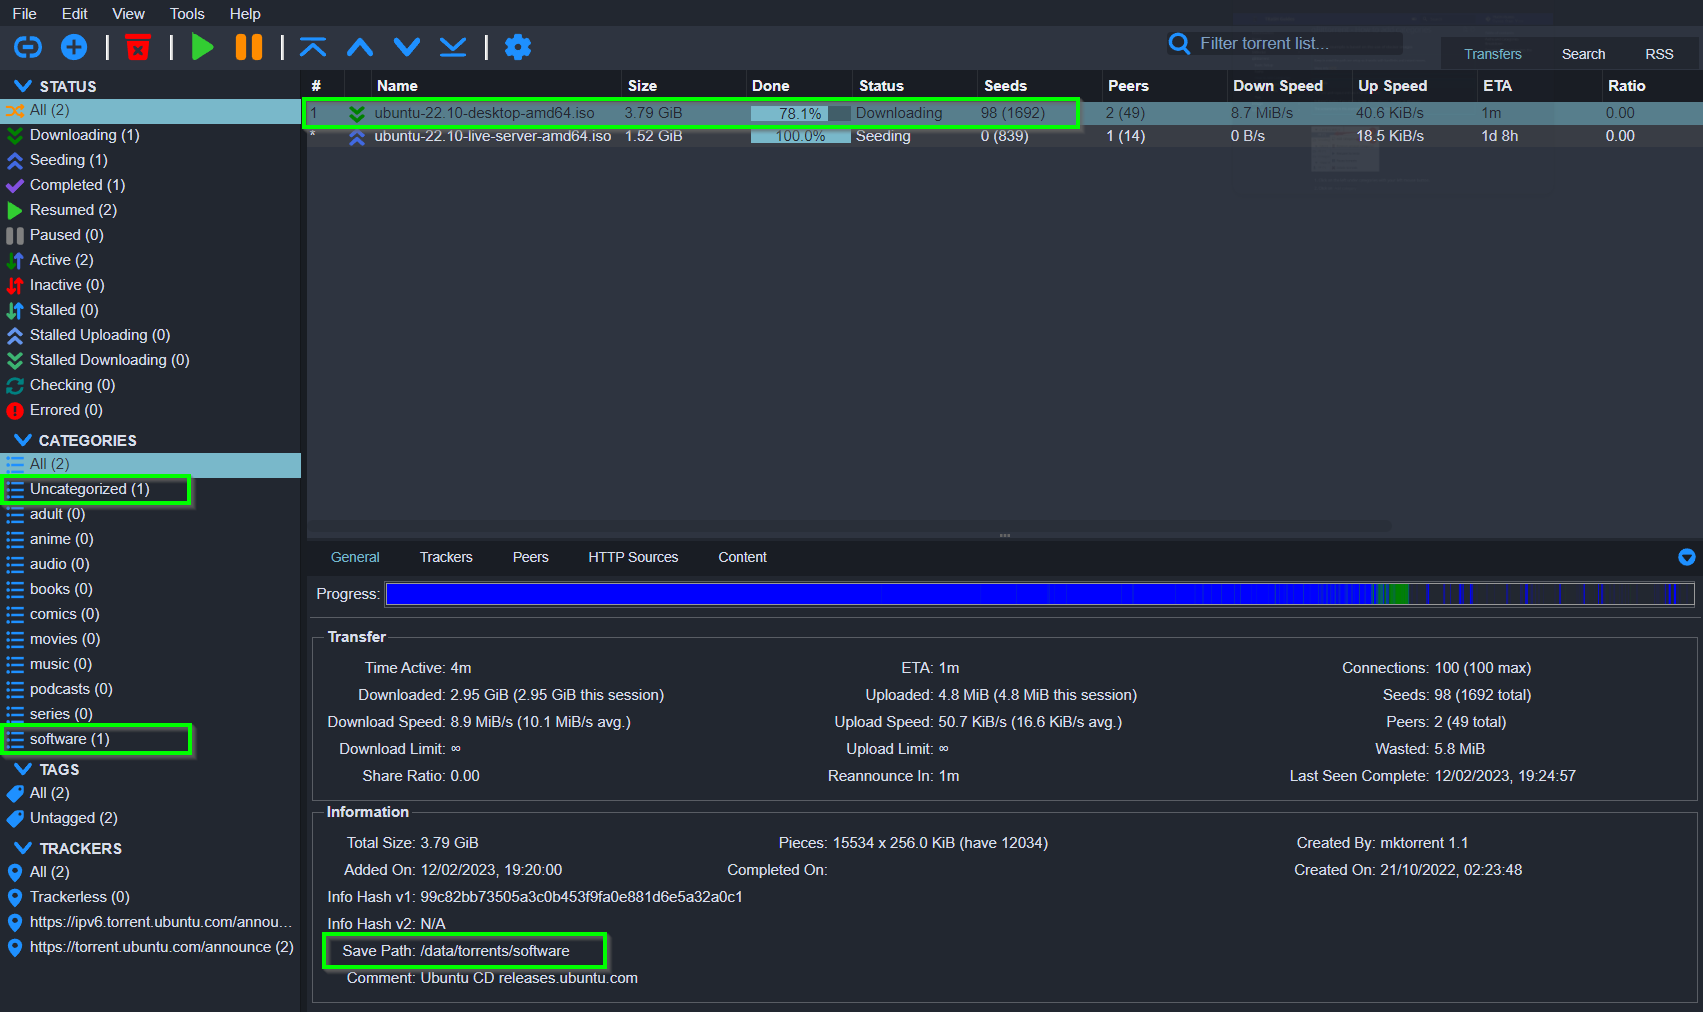 File Edit View Tools Help
Filter torrent list...
Transfers Search RSS
STATUS
All (2)
Downloading (1)
Seeding (1)
Completed (1)
Resumed (2)
Paused (0)
Active (2)
Inactive (0)
Stalled (0)
Stalled Uploading (0)
Stalled Downloading (0)
Checking (0)
Errored (0)
CATEGORIES
All (2)
Uncategorized (1)
adult (0)
anime (0)
audio (0)
books (0)
comics (0)
movies (0)
music (0)
podcasts (0)
series (0)
software (1)
TAGS
All (2)
Untagged (2)
TRACKERS
All (2)
Trackerless (0)
https://ipv6.torrent.ubuntu.com/announ...
https://torrent.ubuntu.com/announce (2)
# Name Size Done Status Seeds Peers Down Speed Up Speed ETA Ratio
1 ubuntu-22.10-desktop-amd64.iso 3.79 GiB 78.1% Downloading 98 (1692) 2 (49) 8.7 MiB/s 40.6 KiB/s 1m 0.00
* ubuntu-22.10-live-server-amd64.iso 1.52 GiB 100.0% Seeding 0 (839) 1 (14) 0 B/s 18.5 KiB/s 1d 8h 0.00
General Trackers Peers HTTP Sources Content
Progress:
Transfer
Time Active: 4m ETA: 1m Connections: 100 (100 max)
Downloaded: 2.95 GiB (2.95 GiB this session) Uploaded: 4.8 MiB (4.8 MiB this session) Seeds: 98 (1692 total)
Download Speed: 8.9 MiB/s (10.1 MiB/s avg.) Upload Speed: 50.7 KiB/s (16.6 KiB/s avg.) Peers: 2 (49 total)
Download Limit: ∞ Upload Limit: ∞ Wasted: 5.8 MiB
Share Ratio: 0.00 Reannounce In: 1m Last Seen Complete: 12/02/2023, 19:24:57
Information
Total Size: 3.79 GiB Pieces: 15534 x 256.0 KiB (have 12034) Created By: mktorrent 1.1
Added On: 12/02/2023, 19:20:00 Completed On: Created On: 21/10/2022, 02:23:48
Info Hash v1: 99c82bb73505a3c0b453f9fa0e881d6e5a32a0c1
Info Hash v2: N/A
Save Path: /data/torrents/software
Comment: Ubuntu CD releases.ubuntu.com